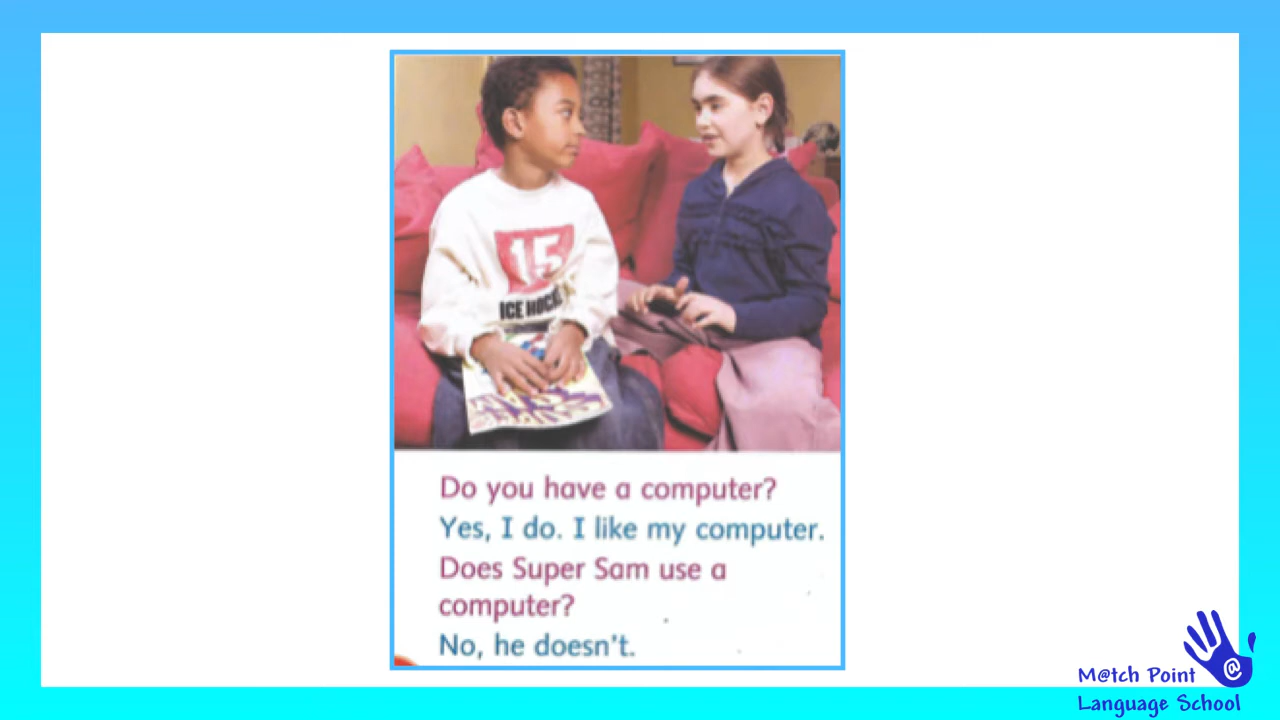 15
ICE HOCK
Do you have a computer?
Yes, I do. I like my computer.
Does Super Sam use a
computer?
No, he doesn't.
M@tch Point
@
Language School